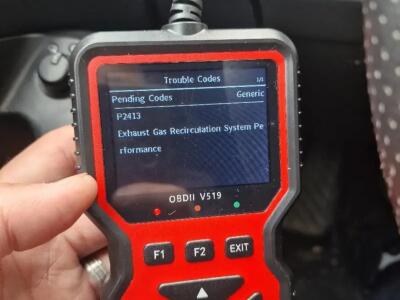 Trouble Codes 1/1
Pending Codes Generic
P2413
Exhaust Gas Recirculation System Pe
rformance
OBDII V519
F1 F2 EXIT